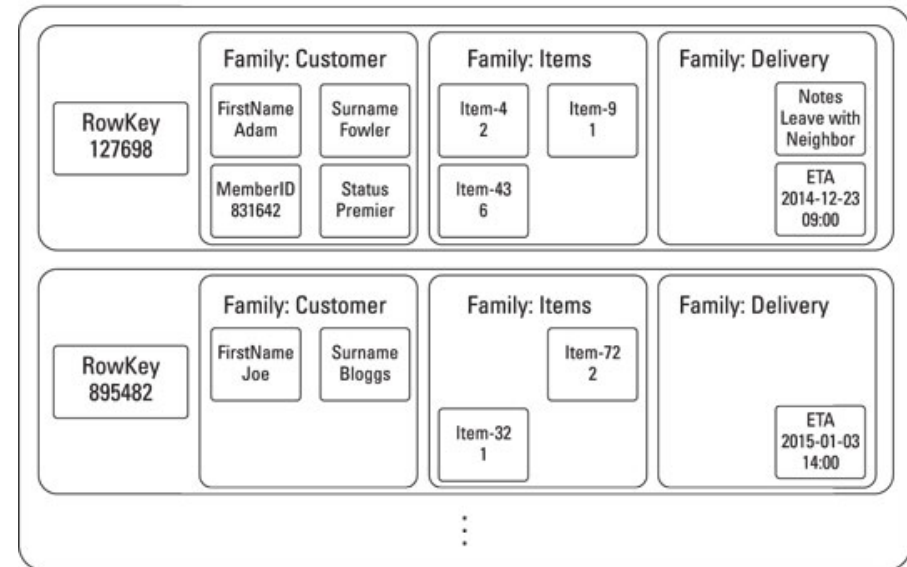 Family: Customer
Family: Items
Family: Delivery
RowKey
127698
FirstName
Adam
Surname
Fowler
MemberID
831642
Status
Premier
Item-4
2
Item-9
1
Item-43
6
Notes
Leave with
Neighbor
ETA
2014-12-23
09:00
Family: Customer
Family: Items
Family: Delivery
RowKey
895482
FirstName
Joe
Surname
Bloggs
Item-72
2
Item-32
1
ETA
2015-01-03
14:00